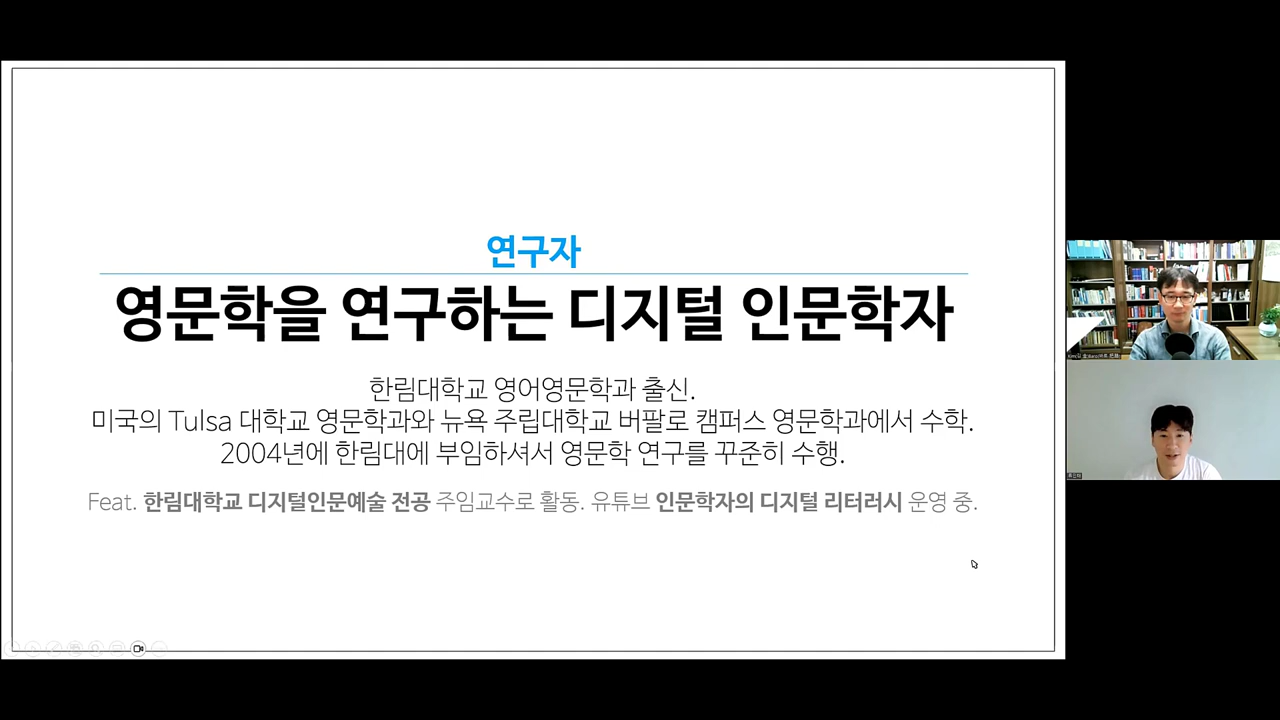 연구자
영문학을 연구하는 디지털 인문학자
한림대학교 영어영문학과 출신.
미국의 Tulsa 대학교 영문학과와 뉴욕 주립대학교 버팔로 캠퍼스 영문학과에서 수학.
2004년에 한림대에 부임하셔서 영문학 연구를 꾸준히 수행.
Feat. 한림대학교 디지털인문예술 전공 주임교수로 활동. 유튜브 인문학자의 디지털 리터러시 운영 중.